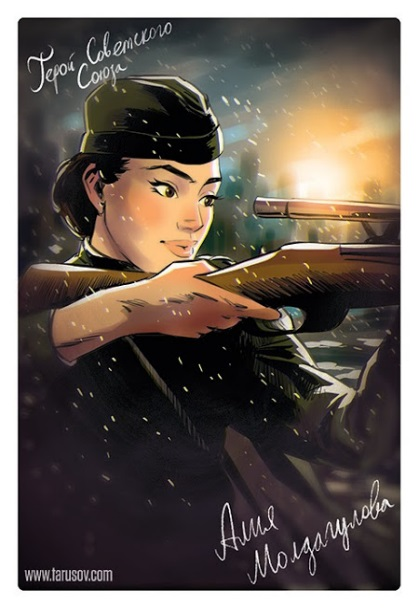 Герой Советского
Союза
Алия
Молдагулова
www.tarusov.com